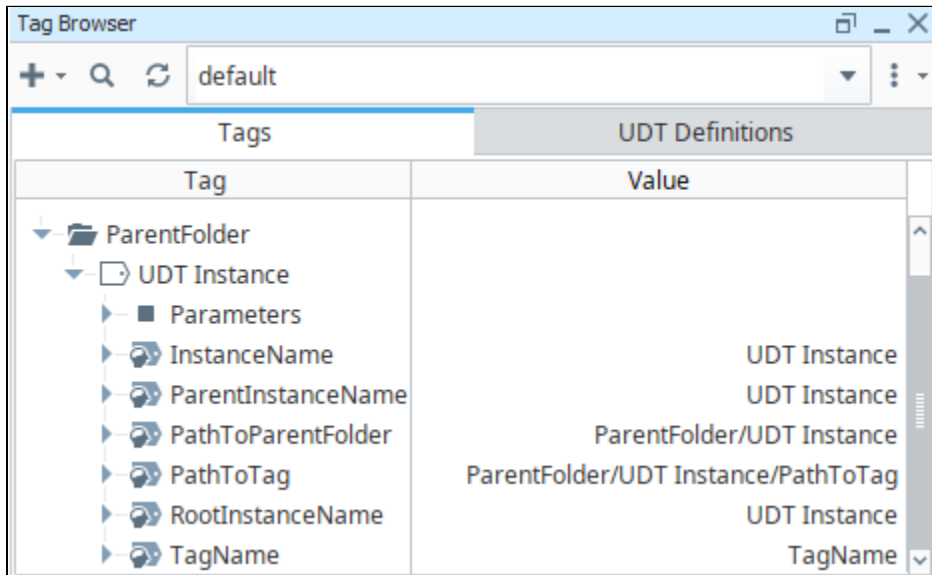 Tag Browser
default
Tags UDT Definitions
Tag Value
ParentFolder
UDT Instance
Parameters
InstanceName UDT Instance
ParentInstanceName UDT Instance
PathToParentFolder ParentFolder/UDT Instance
PathToTag ParentFolder/UDT Instance/PathToTag
RootInstanceName UDT Instance
TagName TagName